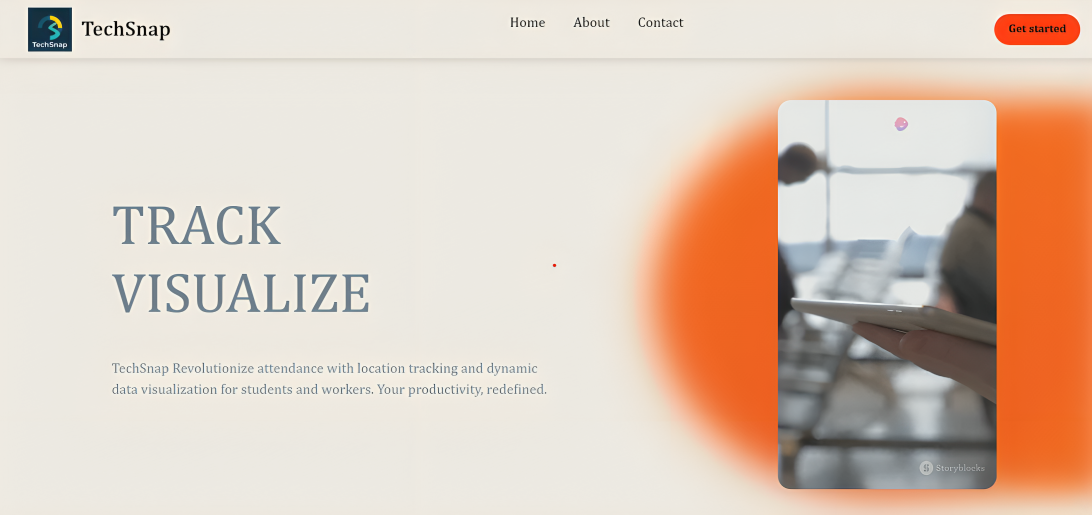 TechSnap
TechSnap
Home
About
Contact
Get started
TRACK
VISUALIZE
TechSnap Revolutionize attendance with location tracking and dynamic
data visualization for students and workers. Your productivity, redefined.
Storyblocks